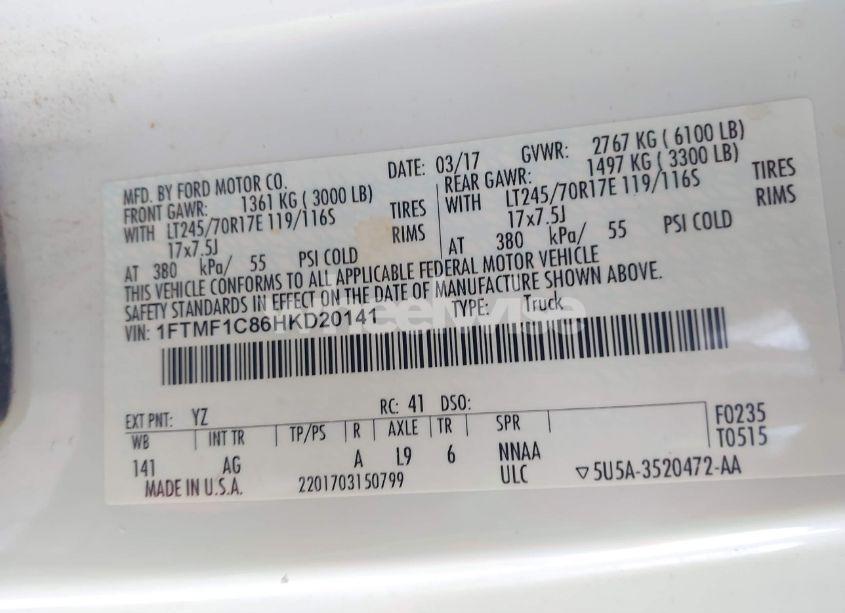 MFD. BY FORD MOTOR CO. DATE: 03/17 GVWR: 2767 KG ( 6100 LB)
FRONT GAWR: 1361 KG ( 3000 LB) REAR GAWR: 1497 KG ( 3300 LB)
WITH LT245/70R17E 119/116S TIRES WITH LT245/70R17E 119/116S TIRES
17x7.5J RIMS 17x7.5J RIMS
AT 380 kPa/ 55 PSI COLD AT 380 kPa/ 55 PSI COLD
THIS VEHICLE CONFORMS TO ALL APPLICABLE FEDERAL MOTOR VEHICLE
SAFETY STANDARDS IN EFFECT ON THE DATE OF MANUFACTURE SHOWN ABOVE.
VIN: 1FTMF1C86HKD20141 TYPE: Truck
EXT PNT: YZ RC: 41 DSO:
WB INT TR TP/PS R AXLE TR SPR F0235
141 AG A L9 6 NNAA T0515
MADE IN U.S.A. 2201703150799 ULC ▽5U5A-3520472-AA